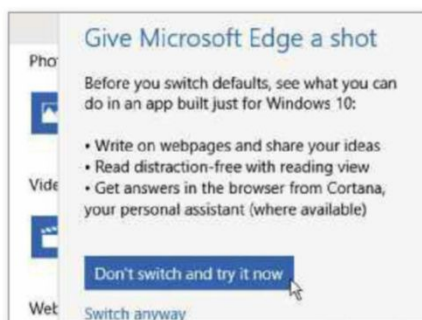 Give Microsoft Edge a shot
Pho
Before you switch defaults, see what you can
do in an app built just for Windows 10:
• Write on webpages and share your ideas
• Read distraction-free with reading view
Vide
• Get answers in the browser from Cortana,
your personal assistant (where available)
Don't switch and try it now
Web
Switch anyway